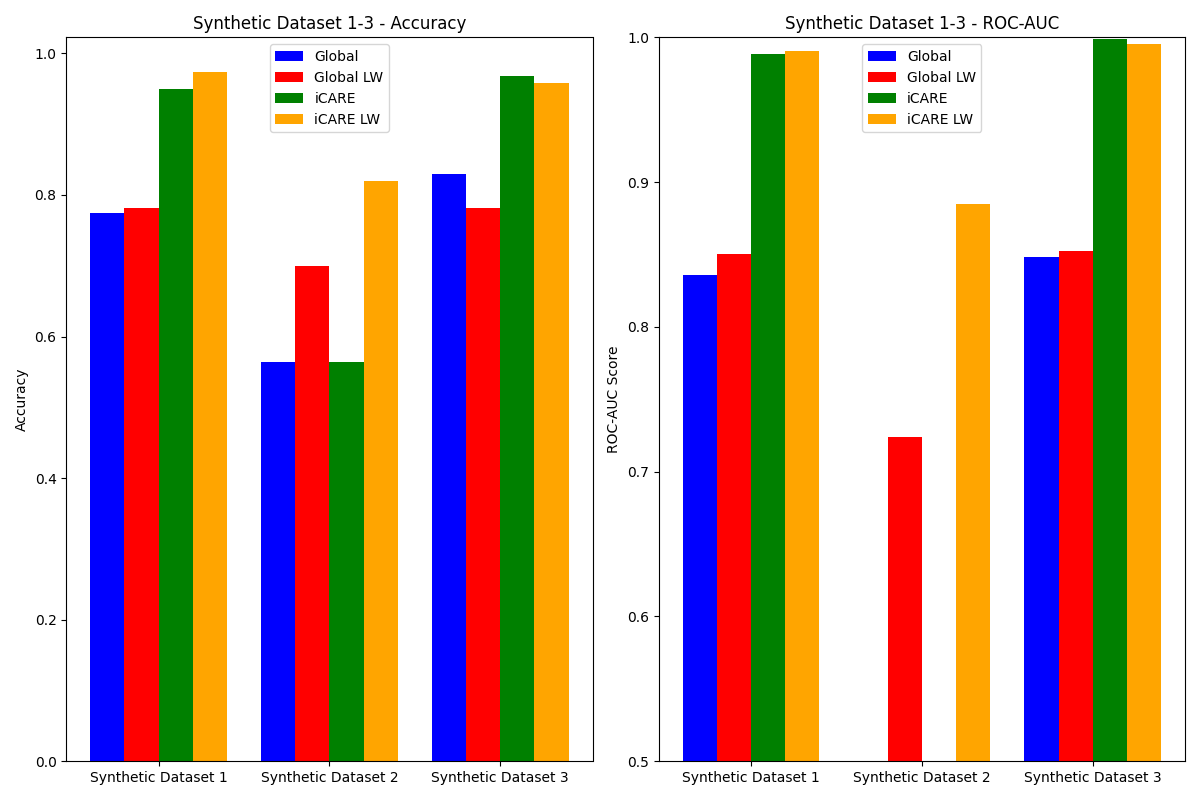 Synthetic Dataset 1-3 - Accuracy
Global
Global LW
iCARE
iCARE LW
Accuracy
1.0
0.8
0.6
0.4
0.2
0.0
Synthetic Dataset 1
Synthetic Dataset 2
Synthetic Dataset 3
Synthetic Dataset 1-3 - ROC-AUC
Global
Global LW
iCARE
iCARE LW
ROC-AUC Score
1.0
0.9
0.8
0.7
0.6
0.5
Synthetic Dataset 1
Synthetic Dataset 2
Synthetic Dataset 3